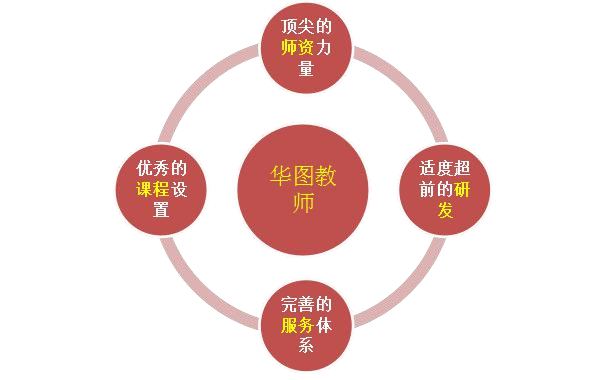 顶尖的
师资力
量
优秀的
课程设
置
华图教
师
适度超
前的研
发
完善的
服务体
系